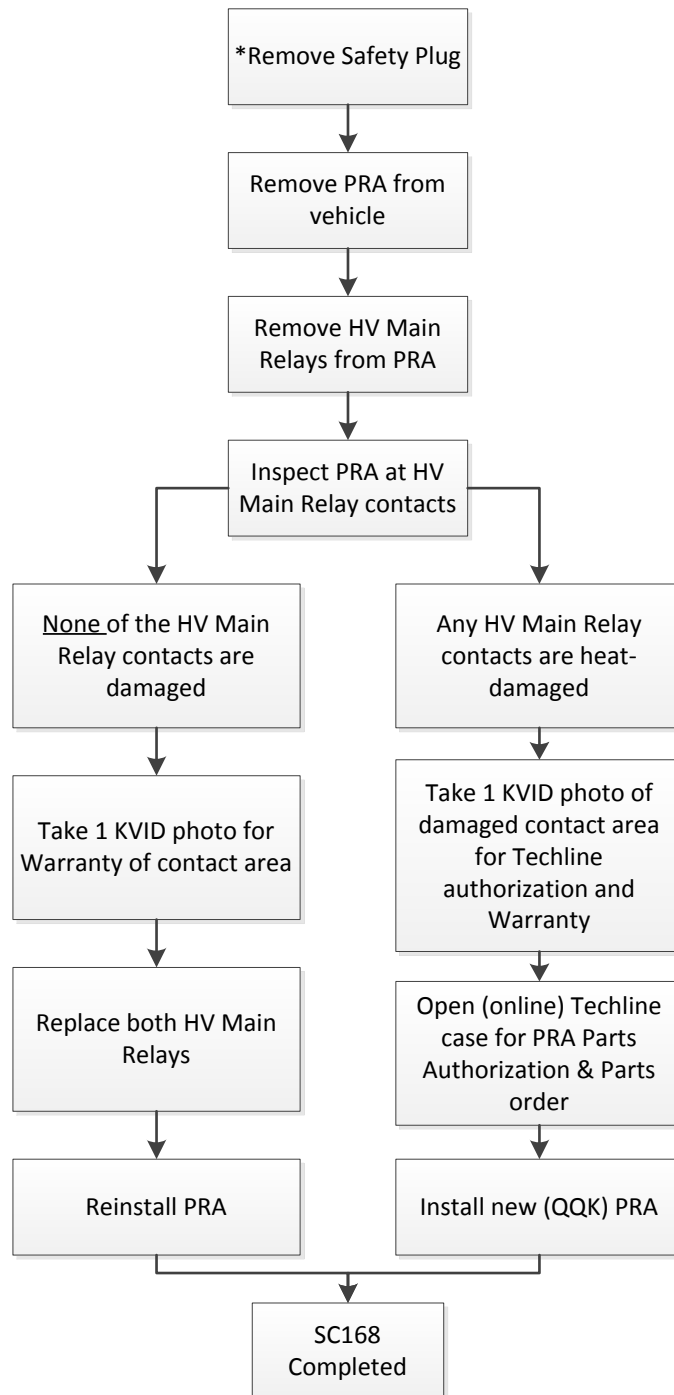 *Remove Safety Plug
Remove PRA from
vehicle
Remove HV Main
Relays from PRA
Inspect PRA at HV
Main Relay contacts
None of the HV Main
Relay contacts are
damaged
Take 1 KVID photo for
Warranty of contact area
Replace both HV Main
Relays
Reinstall PRA
Any HV Main Relay
contacts are heat-
damaged
Take 1 KVID photo of
damaged contact area
for Techline
authorization and
Warranty
Open (online) Techline
case for PRA Parts
Authorization & Parts
order
Install new (QQK) PRA
SC168
Completed